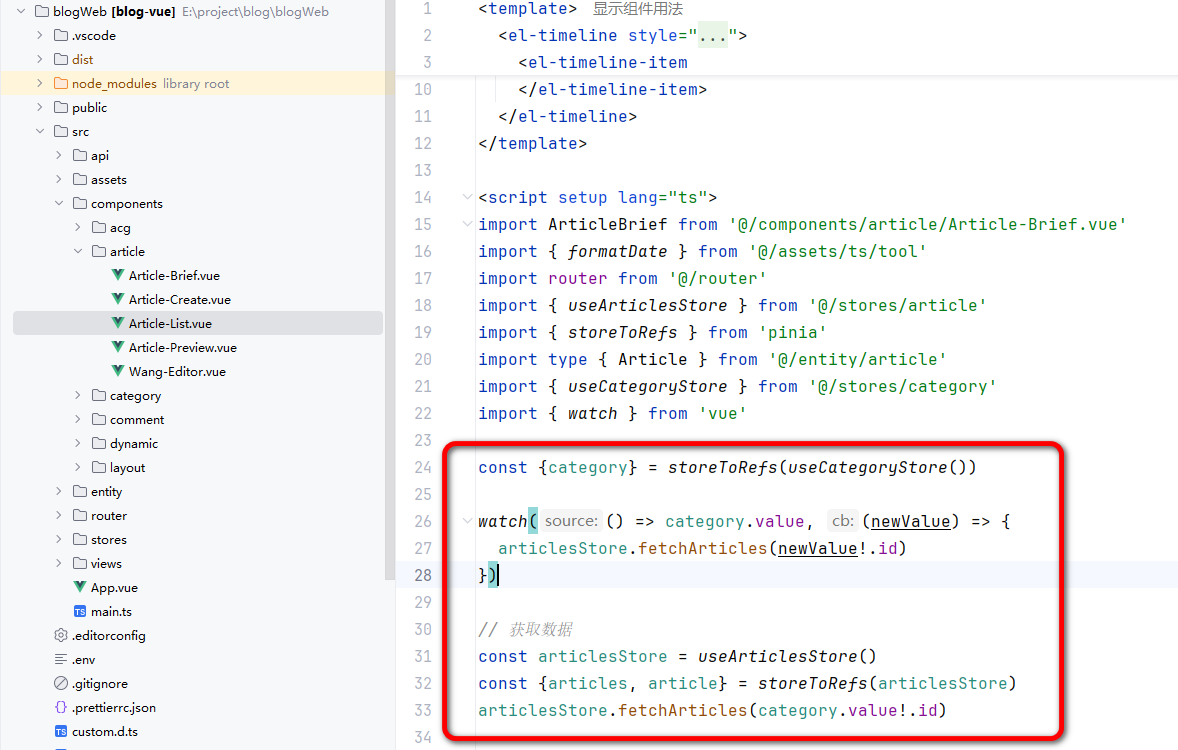 blogWeb [blog-vue] E:\project\blog\blogWeb
.vscode
dist
node_modules library root
public
src
api
assets
components
acg
article
Article-Brief.vue
Article-Create.vue
Article-List.vue
Article-Preview.vue
Wang-Editor.vue
category
comment
dynamic
layout
entity
router
stores
views
App.vue
TS main.ts
.editorconfig
.env
.gitignore
.prettierrc.json
TS custom.d.ts
1 <template> 显示组件用法
2 <el-timeline style="...">
3 <el-timeline-item
10 </el-timeline-item>
11 </el-timeline>
12 </template>
13
14 <script setup lang="ts">
15 import ArticleBrief from '@/components/article/Article-Brief.vue'
16 import { formatDate } from '@/assets/ts/tool'
17 import router from '@/router'
18 import { useArticlesStore } from '@/stores/article'
19 import { storeToRefs } from 'pinia'
20 import type { Article } from '@/entity/article'
21 import { useCategoryStore } from '@/stores/category'
22 import { watch } from 'vue'
23
24 const {category} = storeToRefs(useCategoryStore())
25
26 watch( source: () => category.value, cb: (newValue) => {
27 articlesStore.fetchArticles(newValue!.id)
28 })
29
30 // 获取数据
31 const articlesStore = useArticlesStore()
32 const {articles, article} = storeToRefs(articlesStore)
33 articlesStore.fetchArticles(category.value!.id)
34